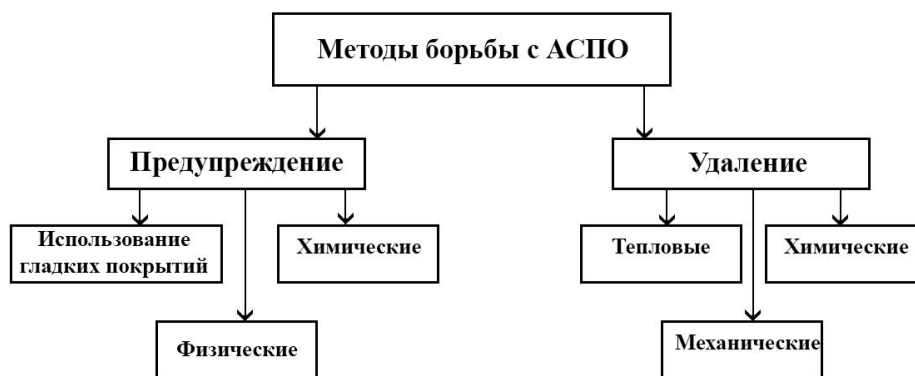 Методы борьбы с АСПО
Предупреждение
Удаление
Использование
гладких покрытий
Химические
Тепловые
Химические
Физические
Механические